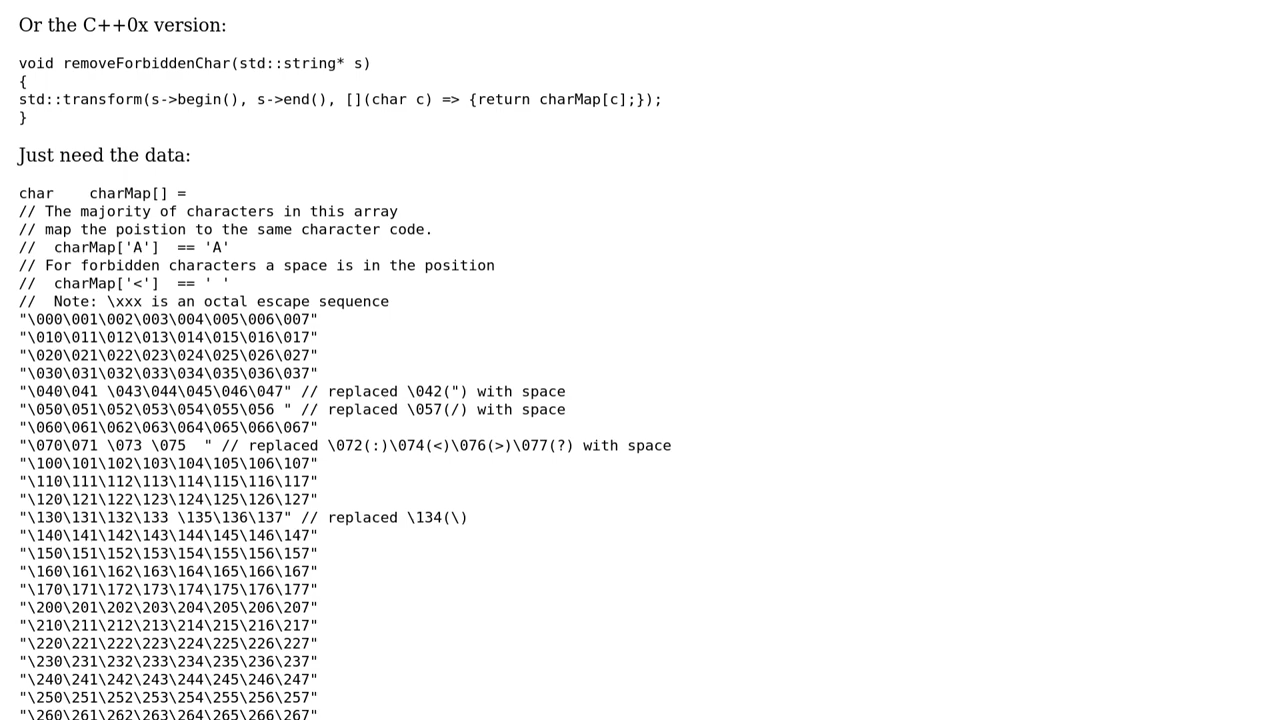 Or the C++0x version:
void removeForbiddenChar(std::string* s)
{
std::transform(s->begin(), s->end(), [](char c) => {return charMap[c];});
}
Just need the data:
char    charMap[] =
// The majority of characters in this array
// map the poistion to the same character code.
//  charMap['A']  == 'A'
// For forbidden characters a space is in the position
//  charMap['<']  == ' '
//  Note: \xxx is an octal escape sequence
"\000\001\002\003\004\005\006\007"
"\010\011\012\013\014\015\016\017"
"\020\021\022\023\024\025\026\027"
"\030\031\032\033\034\035\036\037"
"\040\041 \043\044\045\046\047" // replaced \042(") with space
"\050\051\052\053\054\055\056 " // replaced \057(/) with space
"\060\061\062\063\064\065\066\067"
"\070\071 \073 \075  " // replaced \072(:)\074(<)\076(>)\077(?) with space
"\100\101\102\103\104\105\106\107"
"\110\111\112\113\114\115\116\117"
"\120\121\122\123\124\125\126\127"
"\130\131\132\133 \135\136\137" // replaced \134(\)
"\140\141\142\143\144\145\146\147"
"\150\151\152\153\154\155\156\157"
"\160\161\162\163\164\165\166\167"
"\170\171\172\173\174\175\176\177"
"\200\201\202\203\204\205\206\207"
"\210\211\212\213\214\215\216\217"
"\220\221\222\223\224\225\226\227"
"\230\231\232\233\234\235\236\237"
"\240\241\242\243\244\245\246\247"
"\250\251\252\253\254\255\256\257"
"\260\261\262\263\264\265\266\267"